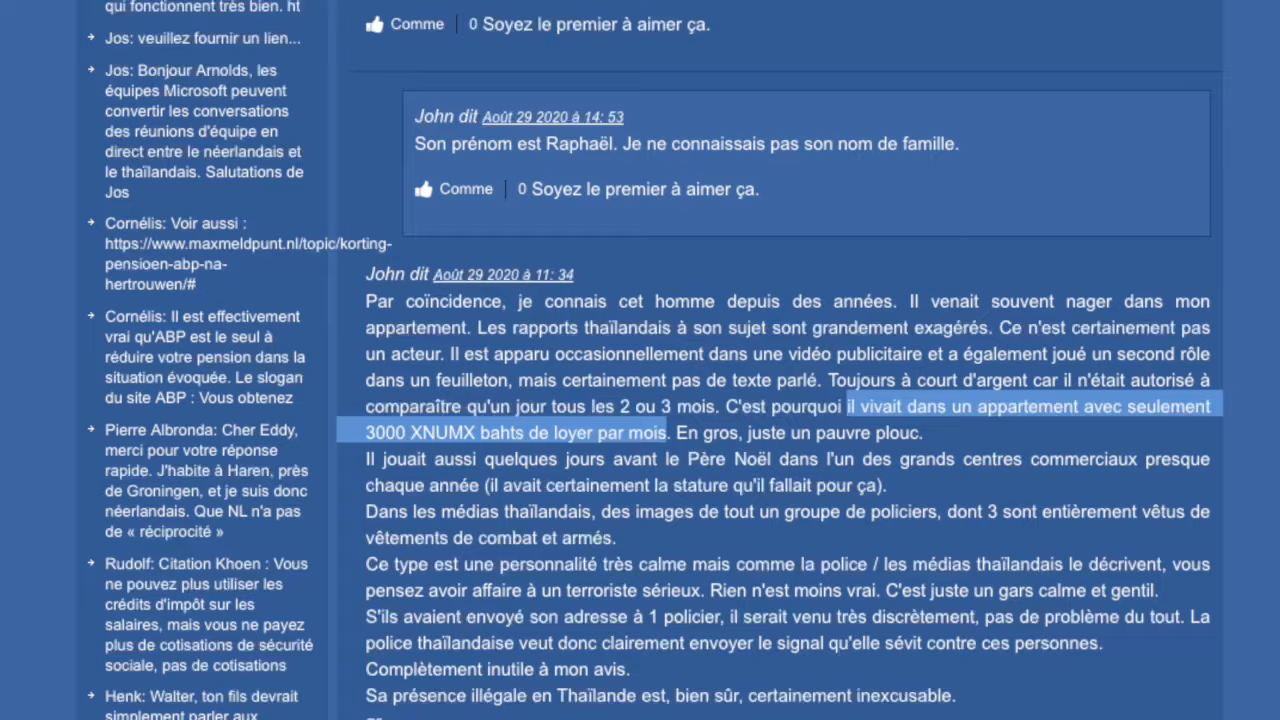 qui fonctionnent très bien. ht
Jos: veuillez fournir un lien...
Jos: Bonjour Arnolds, les
équipes Microsoft peuvent
convertir les conversations
des réunions d'équipe en
direct entre le néerlandais et
le thaïlandais. Salutations de
Jos
Cornélis: Voir aussi :
https://www.maxmeldpunt.nl/topic/korting-
pensioen-abp-na-
hertrouwen/#
Cornélis: Il est effectivement
vrai qu'ABP est le seul à
réduire votre pension dans la
situation évoquée. Le slogan
du site ABP : Vous obtenez
Pierre Albronda: Cher Eddy,
merci pour votre réponse
rapide. J'habite à Haren, près
de Groningen, et je suis donc
néerlandais. Que NL n'a pas
de « réciprocité »
Rudolf: Citation Khoen : Vous
ne pouvez plus utiliser les
crédits d'impôt sur les
salaires, mais vous ne payez
plus de cotisations de sécurité
sociale, pas de cotisations
Henk: Walter, ton fils devrait
simplement parler aux
Comme 0 Soyez le premier à aimer ça.
John dit Août 29 2020 à 14: 53
Son prénom est Raphaël. Je ne connaissais pas son nom de famille.
Comme 0 Soyez le premier à aimer ça.
John dit Août 29 2020 à 11: 34
Par coïncidence, je connais cet homme depuis des années. Il venait souvent nager dans mon
appartement. Les rapports thaïlandais à son sujet sont grandement exagérés. Ce n'est certainement pas
un acteur. Il est apparu occasionnellement dans une vidéo publicitaire et a également joué un second rôle
dans un feuilleton, mais certainement pas de texte parlé. Toujours à court d'argent car il n'était autorisé à
comparaître qu'un jour tous les 2 ou 3 mois. C'est pourquoi il vivait dans un appartement avec seulement
3000 XNUMX bahts de loyer par mois. En gros, juste un pauvre plouc.
Il jouait aussi quelques jours avant le Père Noël dans l'un des grands centres commerciaux presque
chaque année (il avait certainement la stature qu'il fallait pour ça).
Dans les médias thaïlandais, des images de tout un groupe de policiers, dont 3 sont entièrement vêtus de
vêtements de combat et armés.
Ce type est une personnalité très calme mais comme la police / les médias thaïlandais le décrivent, vous
pensez avoir affaire à un terroriste sérieux. Rien n'est moins vrai. C'est juste un gars calme et gentil.
S'ils avaient envoyé son adresse à 1 policier, il serait venu très discrètement, pas de problème du tout. La
police thaïlandaise veut donc clairement envoyer le signal qu'elle sévit contre ces personnes.
Complètement inutile à mon avis.
Sa présence illégale en Thaïlande est, bien sûr, certainement inexcusable.